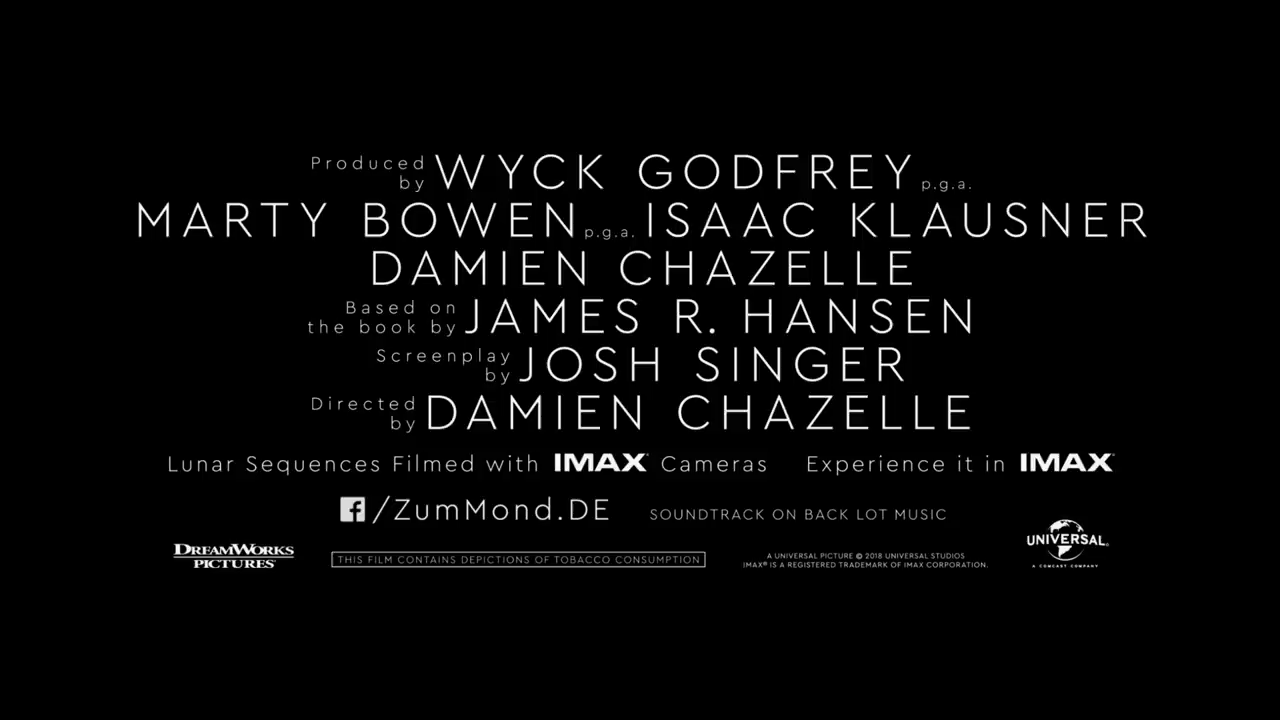 Produced by WYCK GODFREY p.g.a.
MARTY BOWEN p.g.a. ISAAC KLAUSNER
DAMIEN CHAZELLE
Based on the book by JAMES R. HANSEN
Screenplay by JOSH SINGER
Directed by DAMIEN CHAZELLE
Lunar Sequences Filmed with IMAX® Cameras Experience it in IMAX®
f/ZumMond.DE SOUNDTRACK ON BACK LOT MUSIC
DREAMWORKS PICTURES
THIS FILM CONTAINS DEPICTIONS OF TOBACCO CONSUMPTION
A UNIVERSAL PICTURE © 2018 UNIVERSAL STUDIOS
IMAX® IS A REGISTERED TRADEMARK OF IMAX CORPORATION.
UNIVERSAL
A COMCAST COMPANY